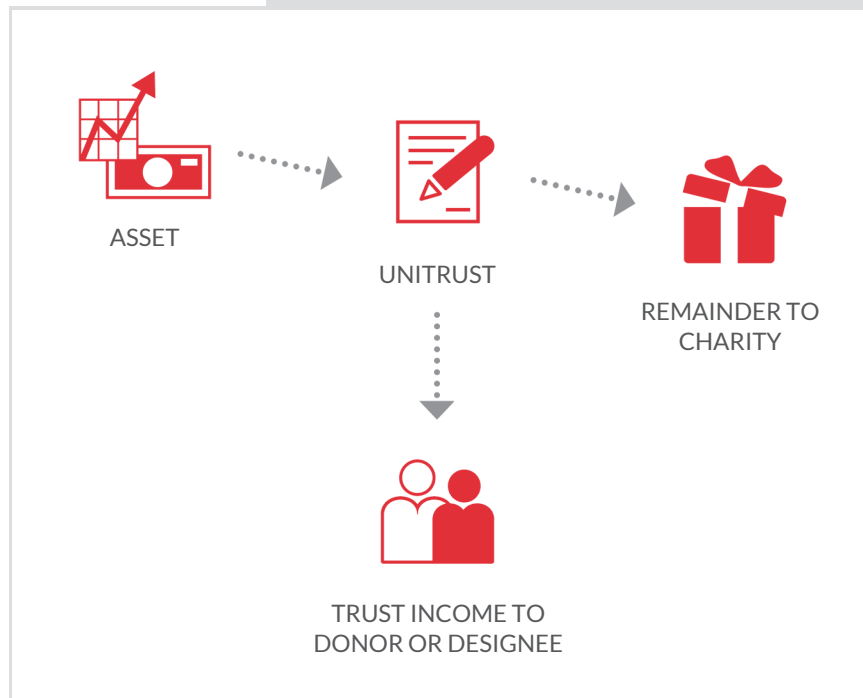 ASSET
UNITRUST
REMAINDER TO
CHARITY
TRUST INCOME TO
DONOR OR DESIGNEE